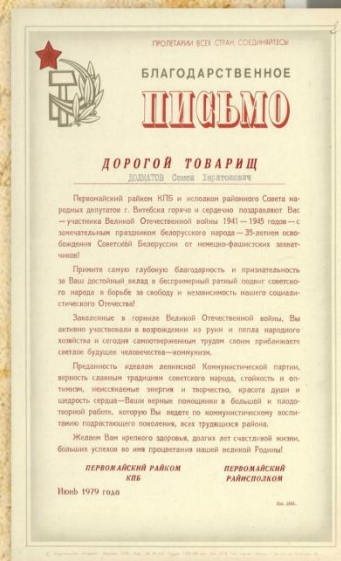 ПРОЛЕТАРИИ ВСЕХ СТРАН, СОЕДИНЯЙТЕСЬ!
БЛАГОДАРСТВЕННОЕ
ПИСЬМО
ДОРОГОЙ ТОВАРИЩ
ДОЛМАТОВ Семен Харитонович
Первомайский райком КПБ и исполком районного Совета на-
родных депутатов г. Витебска горячо и сердечно поздравляют Вас
— участника Великой Отечественной войны 1941 — 1945 годов — с
замечательным праздником белорусского народа — 35-летием осво-
бождения Советской Белоруссии от немецко-фашистских захват-
чиков!
Примите самую глубокую благодарность и признательность
за Ваш достойный вклад в беспримерный ратный подвиг советско-
го народа в борьбе за свободу и независимость нашего социали-
стического Отечества!
Закаленные в горниле Великой Отечественной войны, Вы
активно участвовали в возрождении из руин и пепла народного
хозяйства и сегодня самоотверженным трудом своим приближаете
светлое будущее человечества—коммунизм.
Преданность идеалам ленинской Коммунистической партии,
верность славным традициям советского народа, стойкость и оп-
тимизм, неиссякаемые энергия и творчество, красота души и
щедрость сердца—Ваши верные помощники в большой и плодо-
творной работе, которую Вы ведете по коммунистическому воспи-
танию подрастающего поколения, всех трудящихся района.
Желаем Вам крепкого здоровья, долгих лет счастливой жизни,
больших успехов во имя процветания нашей великой Родины!
ПЕРВОМАЙСКИЙ РАЙКОМ КПБ
ПЕРВОМАЙСКИЙ РАЙИСПОЛКОМ
Июнь 1979 года